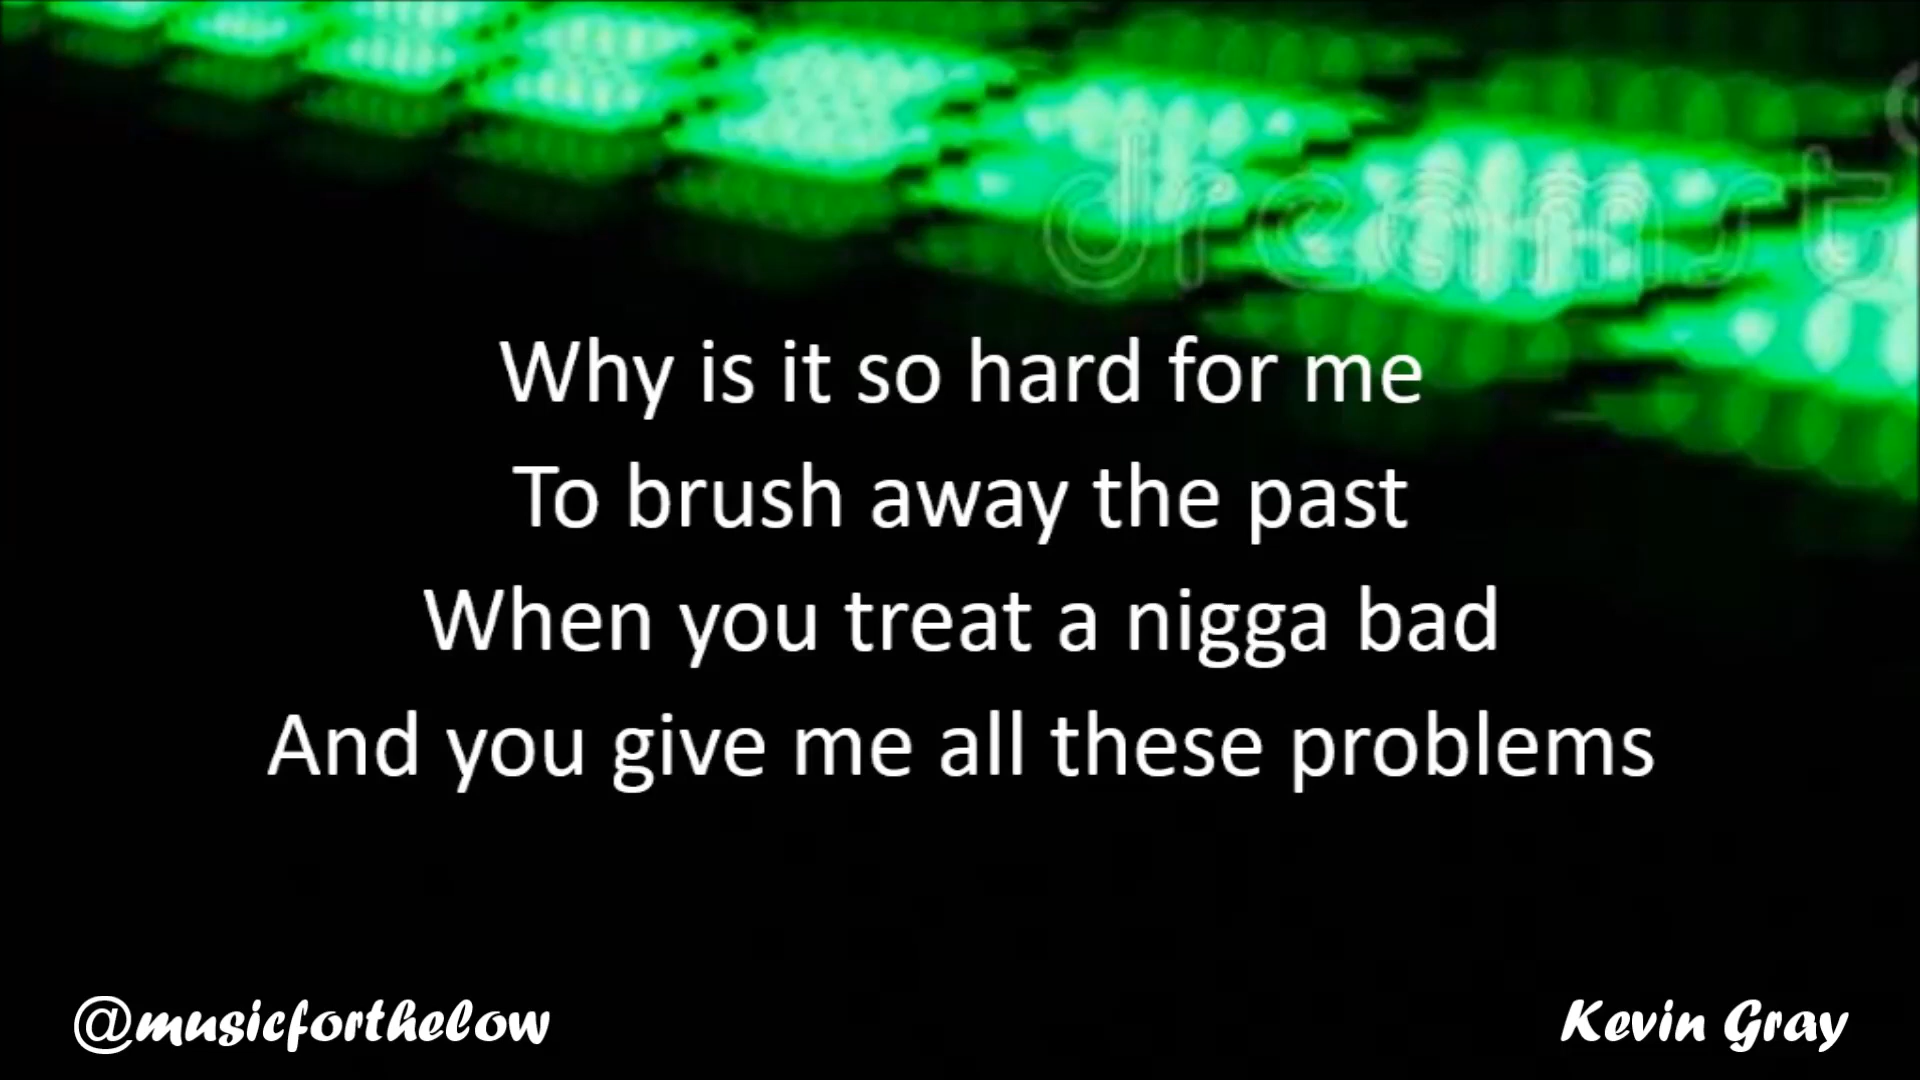 dreamst
Why is it so hard for me
To brush away the past
When you treat a nigga bad
And you give me all these problems
@musicforthelow
Kevin Gray